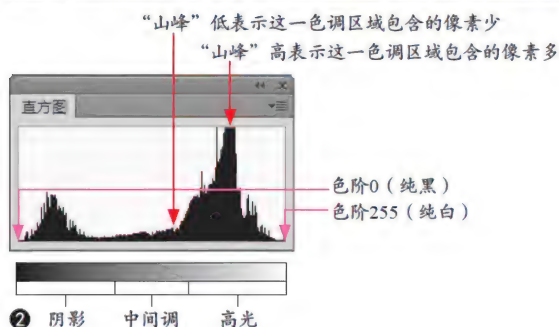 “山峰”低表示这一色调区域包含的像素少
“山峰”高表示这一色调区域包含的像素多
直方图
色阶0（纯黑）
色阶255（纯白）
❷ 阴影 中间调 高光